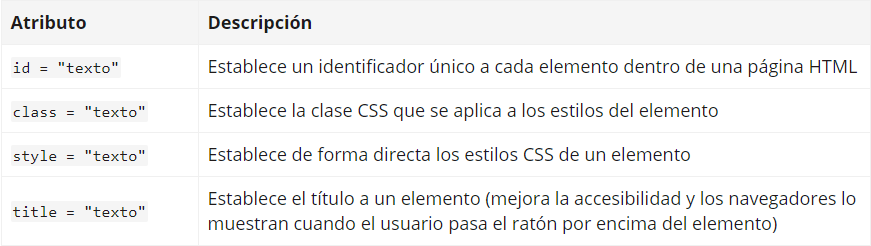 Atributo Descripción
id = "texto" Establece un identificador único a cada elemento dentro de una página HTML
class = "texto" Establece la clase CSS que se aplica a los estilos del elemento
style = "texto" Establece de forma directa los estilos CSS de un elemento
title = "texto" Establece el título a un elemento (mejora la accesibilidad y los navegadores lo
muestran cuando el usuario pasa el ratón por encima del elemento)